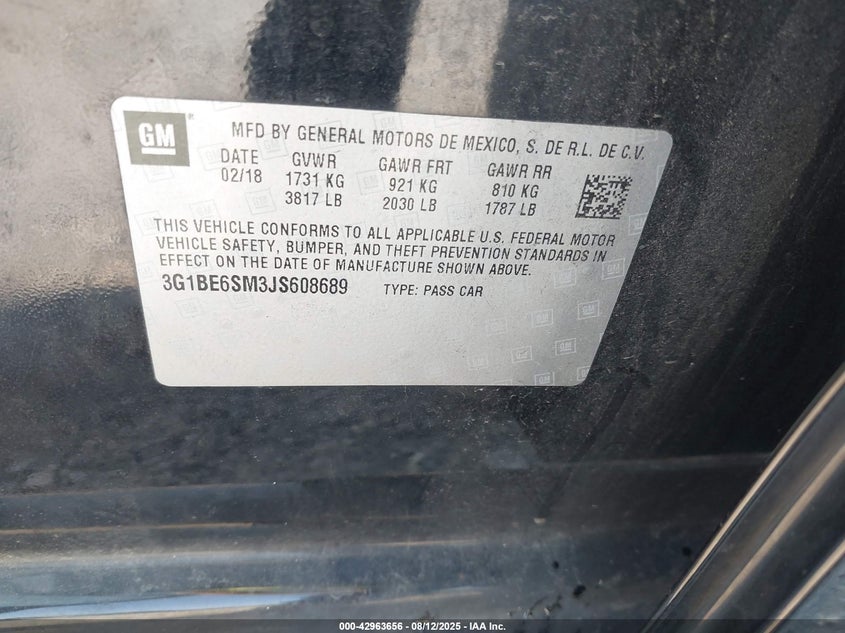 GM ®
MFD BY GENERAL MOTORS DE MEXICO, S. DE R.L. DE C.V.
DATE GVWR GAWR FRT GAWR RR
02/18 1731 KG 921 KG 810 KG
3817 LB 2030 LB 1787 LB
THIS VEHICLE CONFORMS TO ALL APPLICABLE U.S. FEDERAL MOTOR
VEHICLE SAFETY, BUMPER, AND THEFT PREVENTION STANDARDS IN
EFFECT ON THE DATE OF MANUFACTURE SHOWN ABOVE.
3G1BE6SM3JS608689 TYPE: PASS CAR
000-42963656 - 08/12/2025 - IAA Inc.